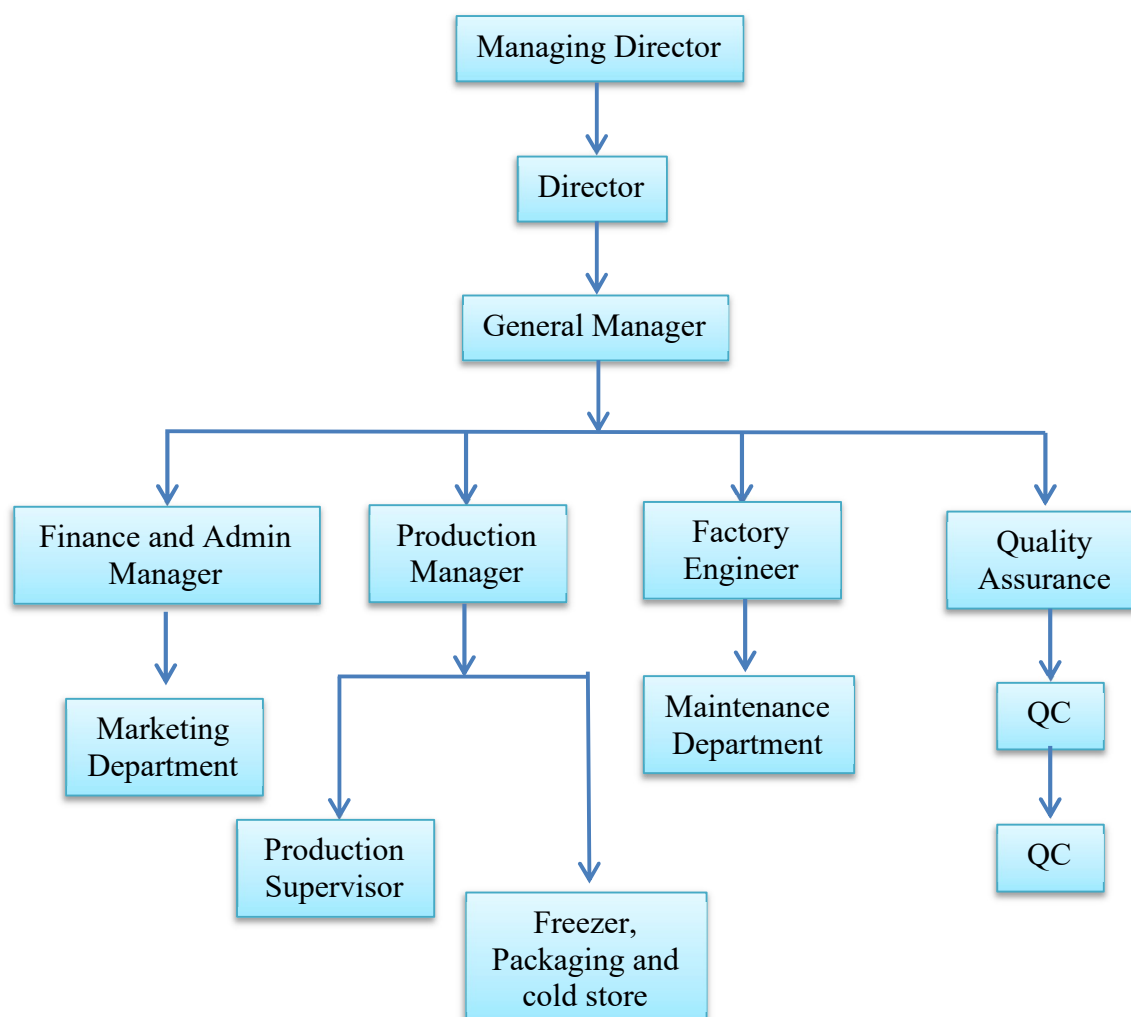 Managing Director
Director
General Manager
Finance and Admin
Manager
Production
Manager
Factory
Engineer
Quality
Assurance
Marketing
Department
Maintenance
Department
QC
Production
Supervisor
QC
Freezer,
Packaging and
cold store